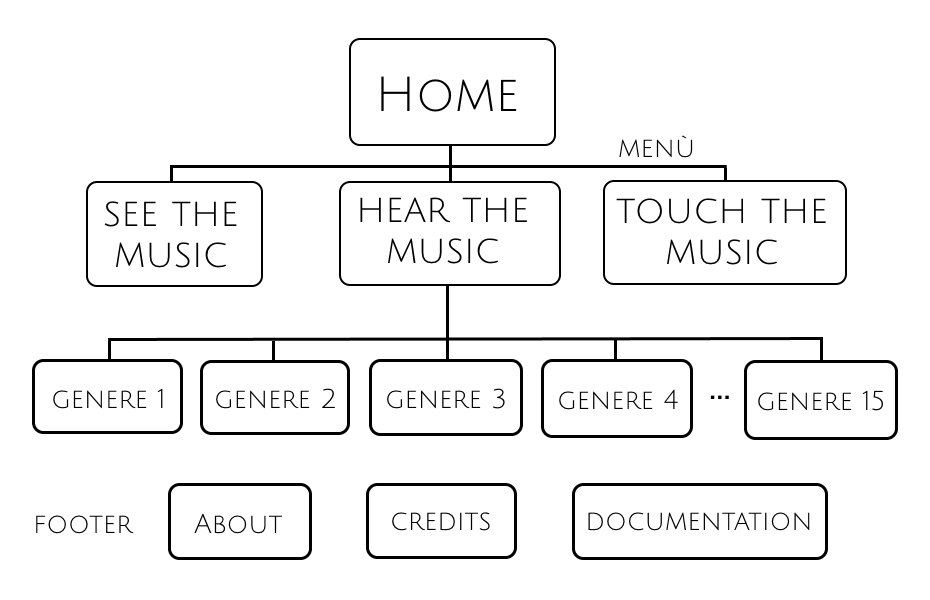 HOME
MENÙ
SEE THE
MUSIC
HEAR THE
MUSIC
TOUCH THE
MUSIC
GENERE 1
GENERE 2
GENERE 3
GENERE 4
...
GENERE 15
FOOTER
ABOUT
CREDITS
DOCUMENTATION